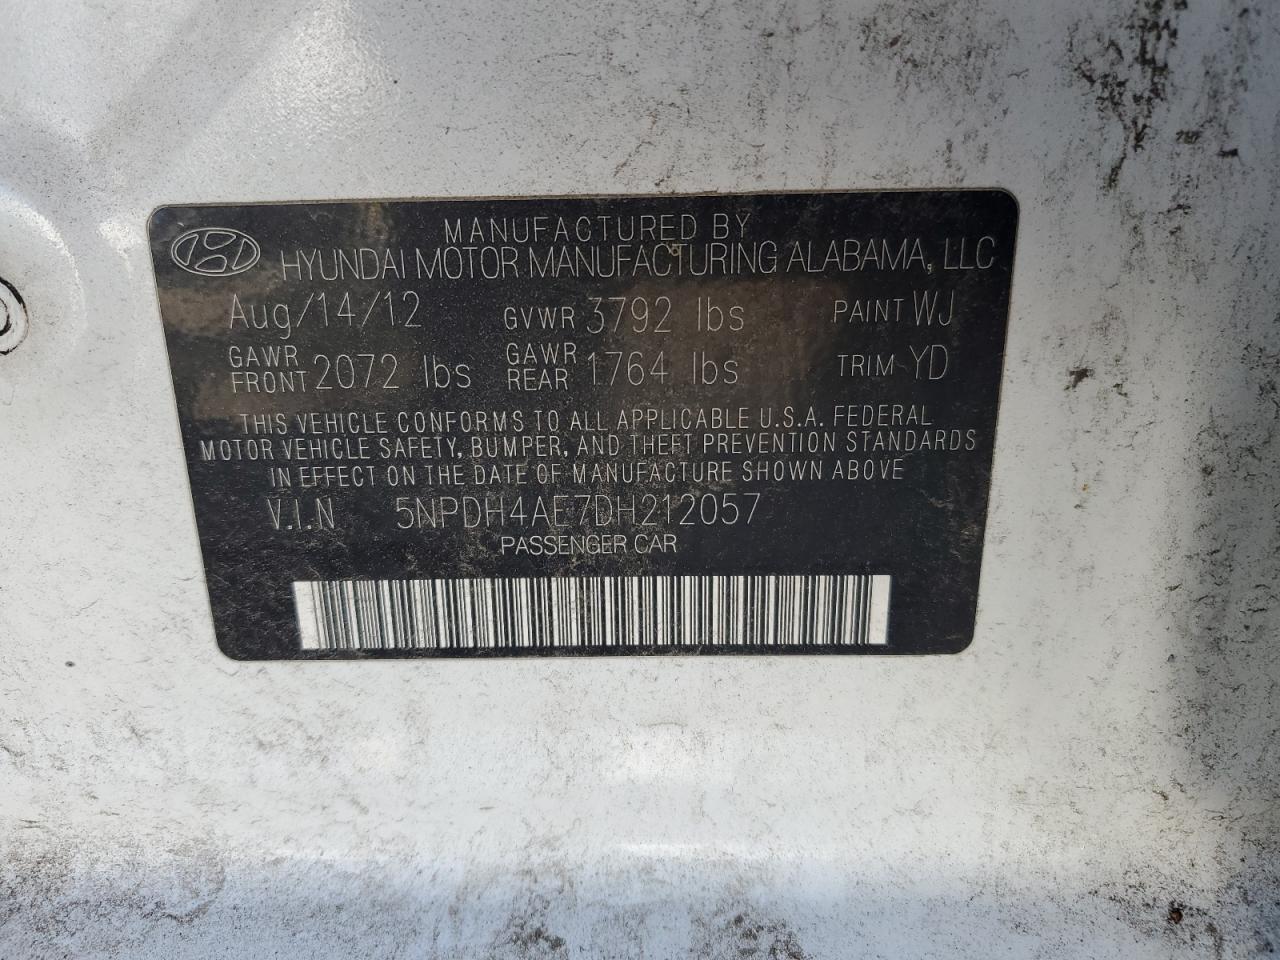 MANUFACTURED BY
HYUNDAI MOTOR MANUFACTURING ALABAMA, LLC
Aug/14/12 GVWR 3792 lbs PAINT WJ
GAWR FRONT 2072 lbs GAWR REAR 1764 lbs TRIM YD
THIS VEHICLE CONFORMS TO ALL APPLICABLE U.S.A. FEDERAL
MOTOR VEHICLE SAFETY, BUMPER, AND THEFT PREVENTION STANDARDS
IN EFFECT ON THE DATE OF MANUFACTURE SHOWN ABOVE
V.I.N 5NPDH4AE7DH212057
PASSENGER CAR